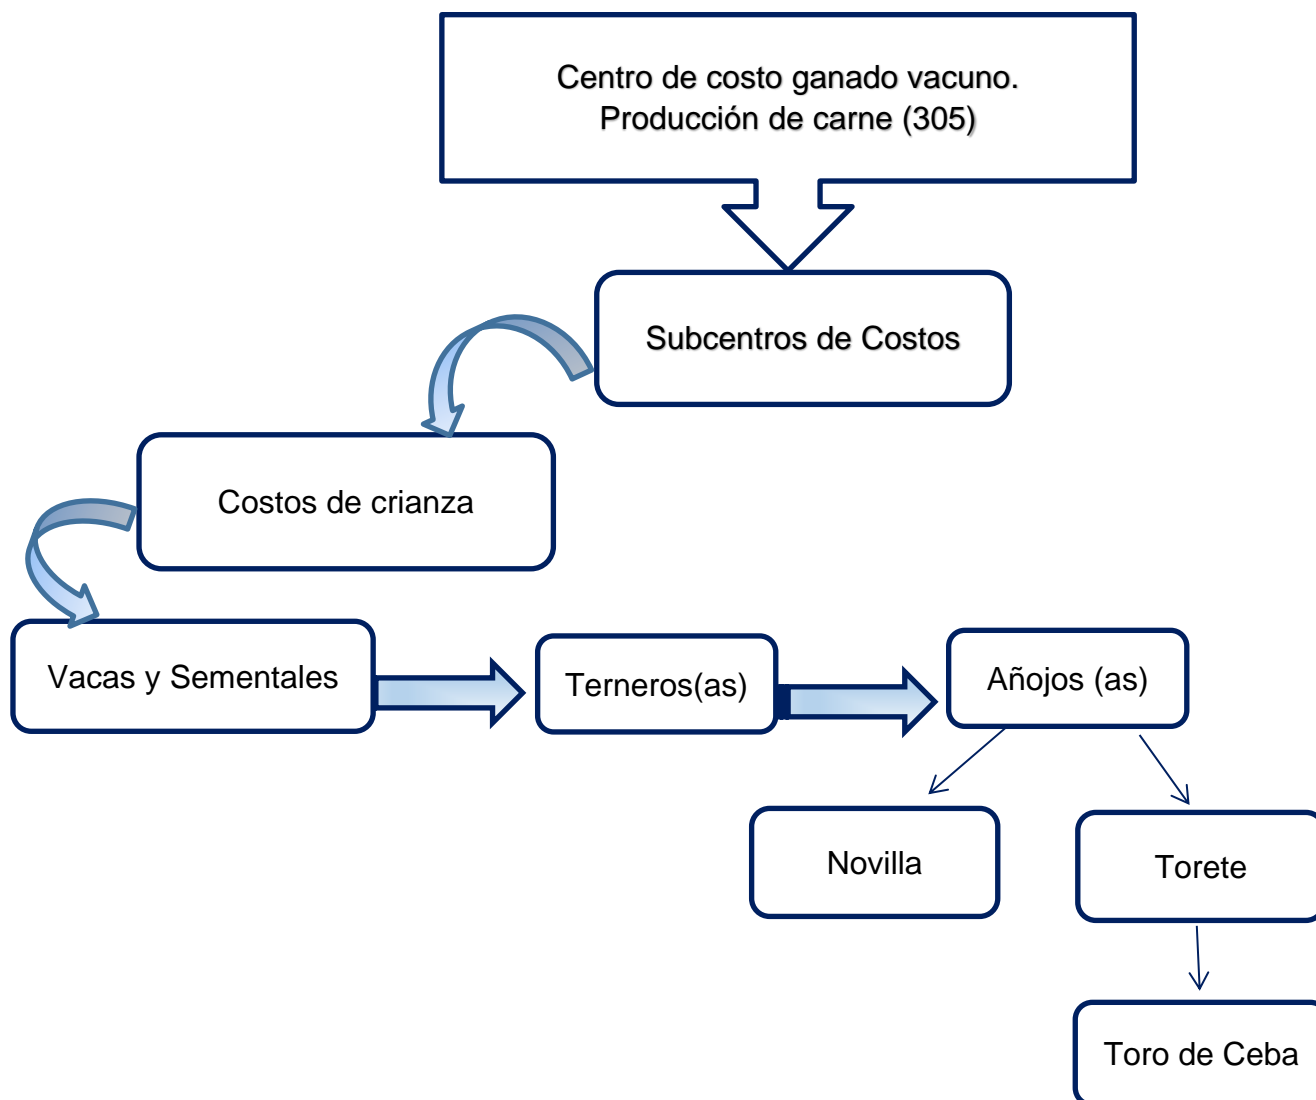 Centro de costo ganado vacuno.
Producción de carne (305)
Subcentros de Costos
Costos de crianza
Vacas y Sementales
Terneros(as)
Añojos (as)
Novilla
Torete
Toro de Ceba